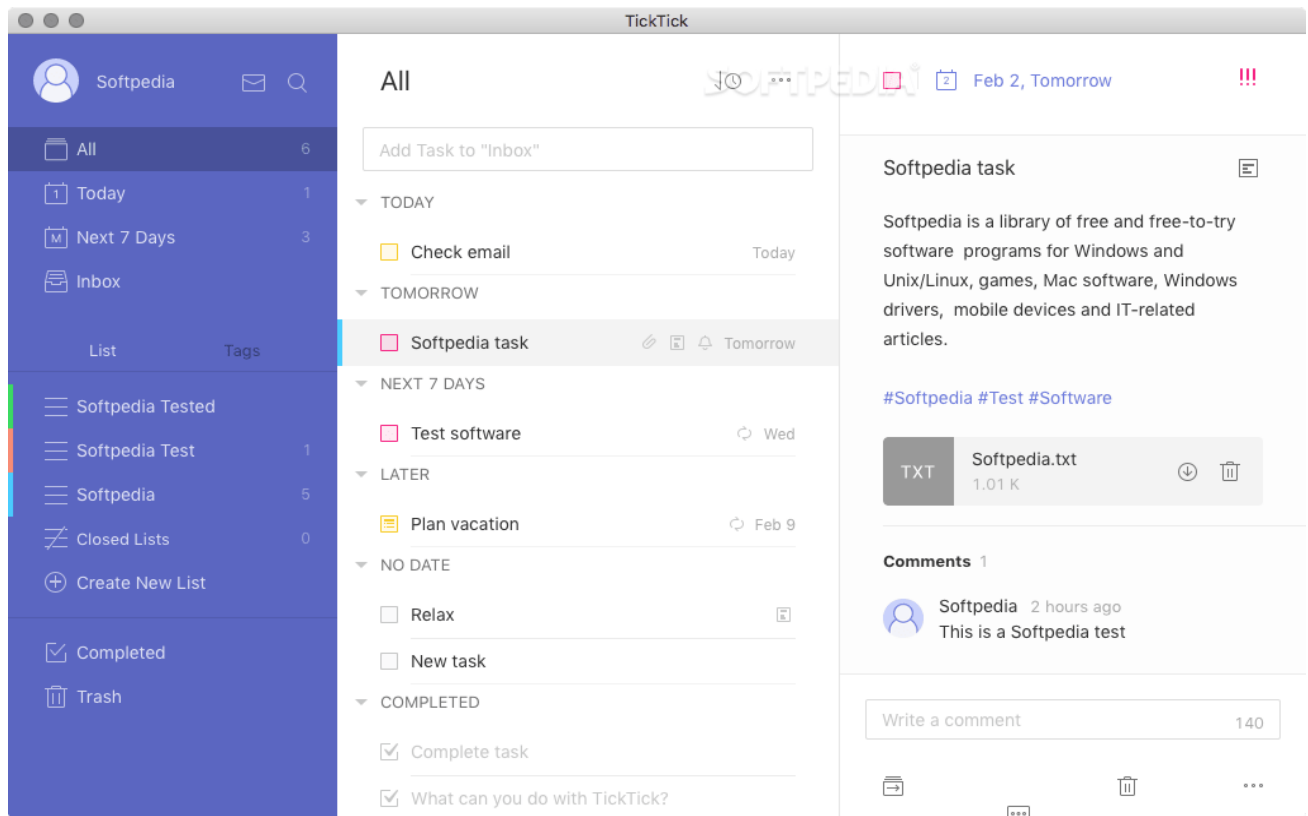 TickTick
Softpedia
All 6
1 Today 1
M Next 7 Days 3
Inbox
List Tags
Softpedia Tested
Softpedia Test 1
Softpedia 5
Closed Lists 0
Create New List
Completed
Trash
All
SOFTPEDIA
Add Task to "Inbox"
TODAY
Check email Today
TOMORROW
Softpedia task Tomorrow
NEXT 7 DAYS
Test software Wed
LATER
Plan vacation Feb 9
NO DATE
Relax
New task
COMPLETED
Complete task
What can you do with TickTick?
2 Feb 2, Tomorrow !!!
Softpedia task
Softpedia is a library of free and free-to-try
software programs for Windows and
Unix/Linux, games, Mac software, Windows
drivers, mobile devices and IT-related
articles.
#Softpedia #Test #Software
TXT Softpedia.txt
1.01 K
Comments 1
Softpedia 2 hours ago
This is a Softpedia test
Write a comment 140